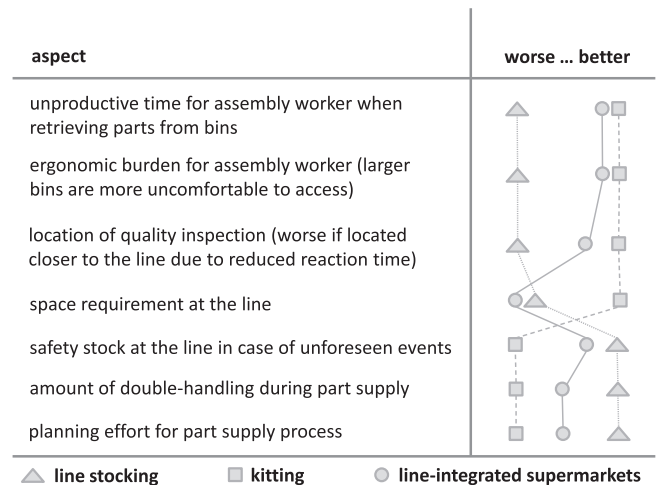 aspect worse ... better
unproductive time for assembly worker when
retrieving parts from bins
ergonomic burden for assembly worker (larger
bins are more uncomfortable to access)
location of quality inspection (worse if located
closer to the line due to reduced reaction time)
space requirement at the line
safety stock at the line in case of unforeseen events
amount of double-handling during part supply
planning effort for part supply process
line stocking kitting line-integrated supermarkets